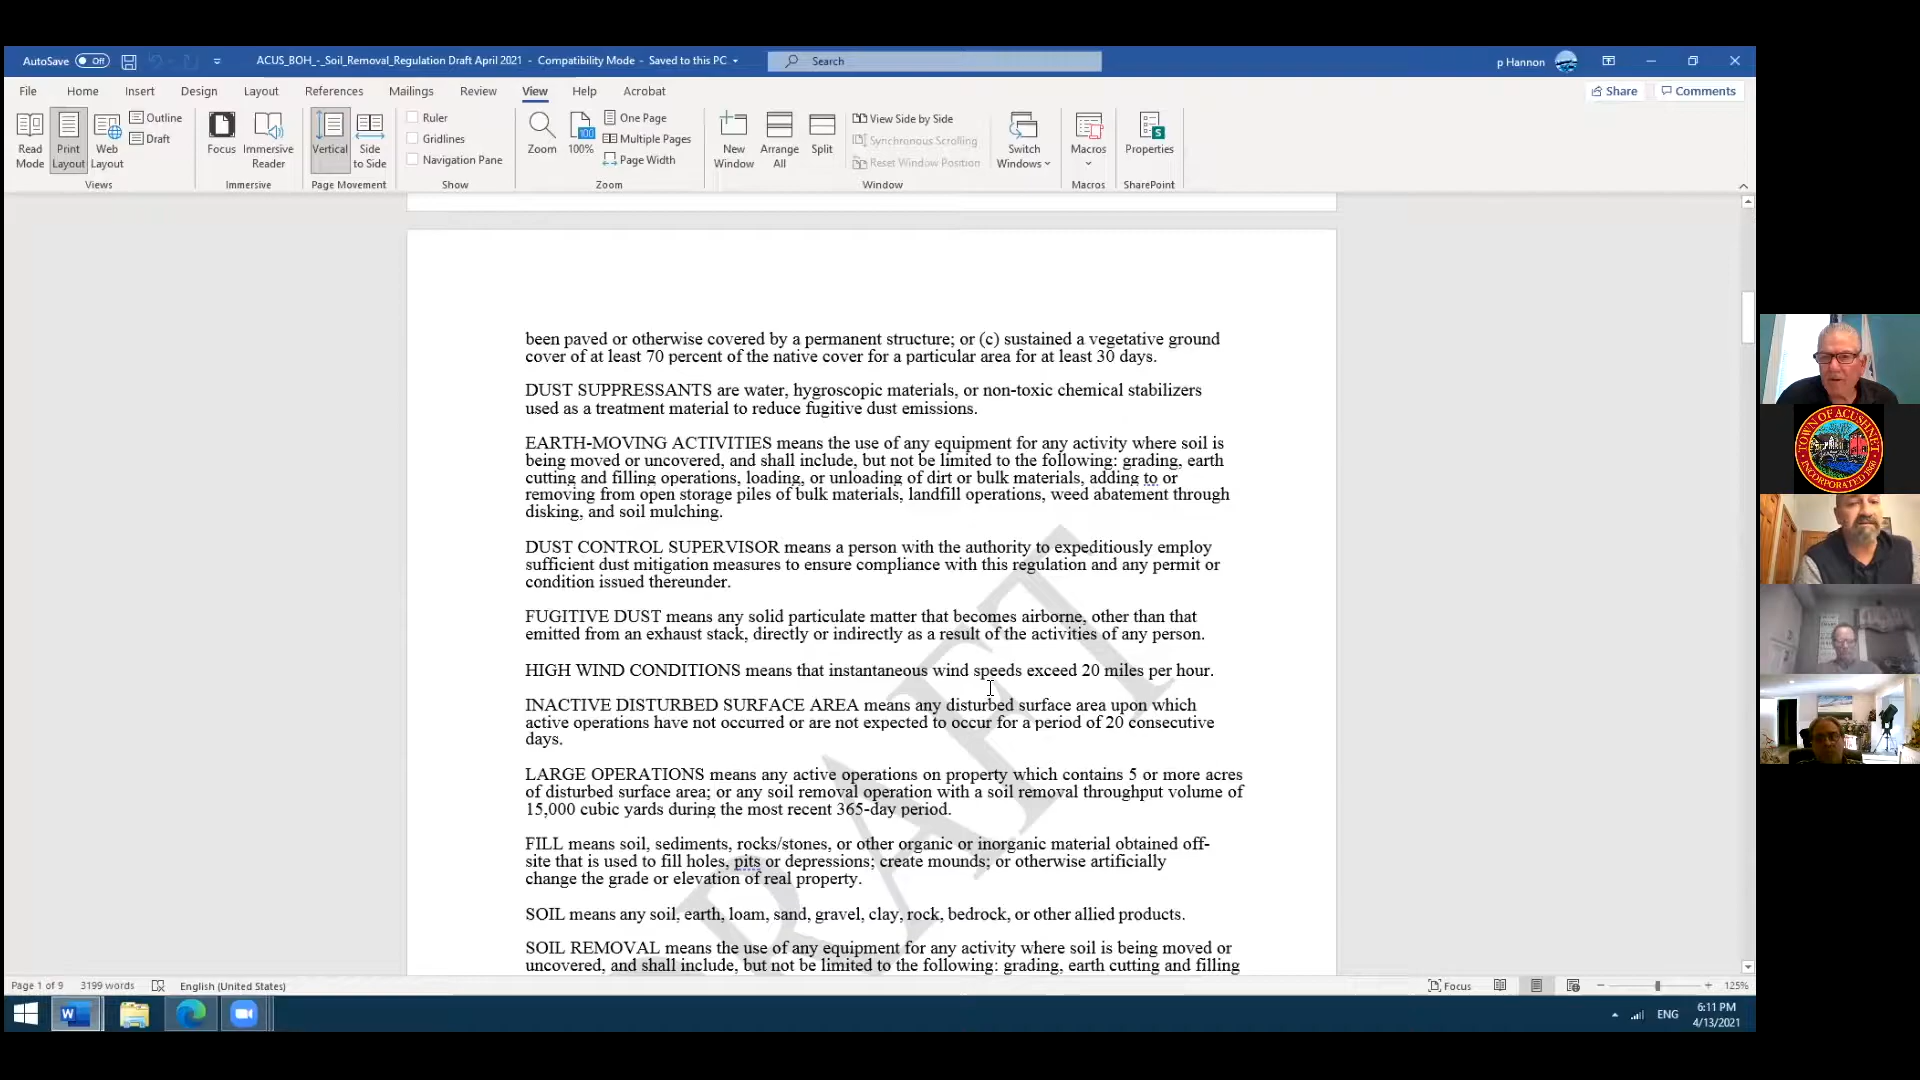 AutoSave Off
ACUS_BOH_-_Soil_Removal_Regulation Draft April 2021 - Compatibility Mode - Saved to this PC
Search
p Hannon
File Home Insert Design Layout References Mailings Review View Help Acrobat
Share Comments
Read Mode
Print Layout
Web Layout
Outline
Draft
Views
Focus
Immersive Reader
Immersive
Vertical
Side to Side
Page Movement
Ruler
Gridlines
Navigation Pane
Show
Zoom
100
100%
One Page
Multiple Pages
Page Width
Zoom
New Window
Arrange All
Split
View Side by Side
Synchronous Scrolling
Reset Window Position
Window
Switch Windows
Macros
Macros
Properties
SharePoint
been paved or otherwise covered by a permanent structure; or (c) sustained a vegetative ground
cover of at least 70 percent of the native cover for a particular area for at least 30 days.
DUST SUPPRESSANTS are water, hygroscopic materials, or non-toxic chemical stabilizers
used as a treatment material to reduce fugitive dust emissions.
EARTH-MOVING ACTIVITIES means the use of any equipment for any activity where soil is
being moved or uncovered, and shall include, but not be limited to the following: grading, earth
cutting and filling operations, loading, or unloading of dirt or bulk materials, adding to or
removing from open storage piles of bulk materials, landfill operations, weed abatement through
disking, and soil mulching.
DUST CONTROL SUPERVISOR means a person with the authority to expeditiously employ
sufficient dust mitigation measures to ensure compliance with this regulation and any permit or
condition issued thereunder.
FUGITIVE DUST means any solid particulate matter that becomes airborne, other than that
emitted from an exhaust stack, directly or indirectly as a result of the activities of any person.
HIGH WIND CONDITIONS means that instantaneous wind speeds exceed 20 miles per hour.
INACTIVE DISTURBED SURFACE AREA means any disturbed surface area upon which
active operations have not occurred or are not expected to occur for a period of 20 consecutive
days.
LARGE OPERATIONS means any active operations on property which contains 5 or more acres
of disturbed surface area; or any soil removal operation with a soil removal throughput volume of
15,000 cubic yards during the most recent 365-day period.
FILL means soil, sediments, rocks/stones, or other organic or inorganic material obtained off-
site that is used to fill holes, pits or depressions; create mounds; or otherwise artificially
change the grade or elevation of real property.
SOIL means any soil, earth, loam, sand, gravel, clay, rock, bedrock, or other allied products.
SOIL REMOVAL means the use of any equipment for any activity where soil is being moved or
uncovered, and shall include, but not be limited to the following: grading, earth cutting and filling
DRAFT
TOWN OF ACUSHNET
INCORPORATED 1860
Page 1 of 9 3199 words English (United States)
Focus
125%
ENG
6:11 PM
4/13/2021